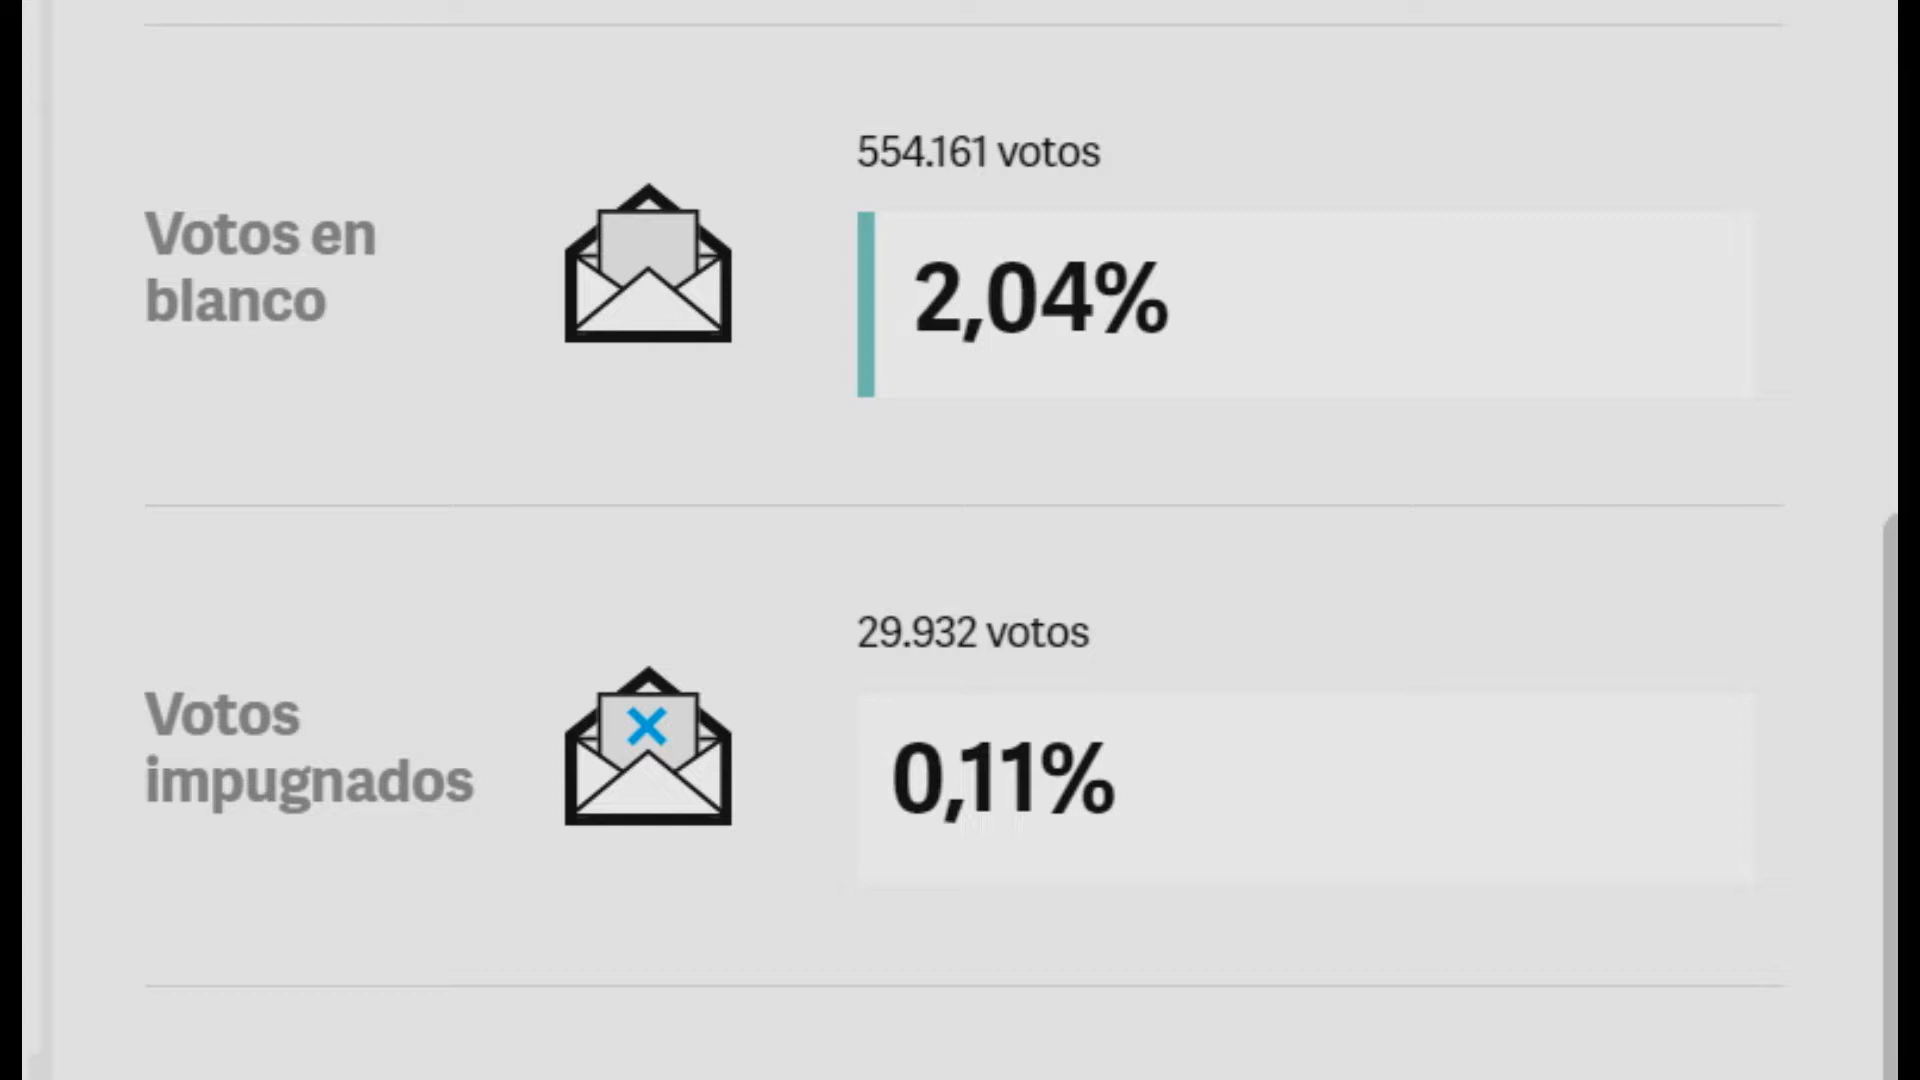 554.161 votos
Votos en
blanco
2,04%
29.932 votos
Votos
impugnados
0,11%